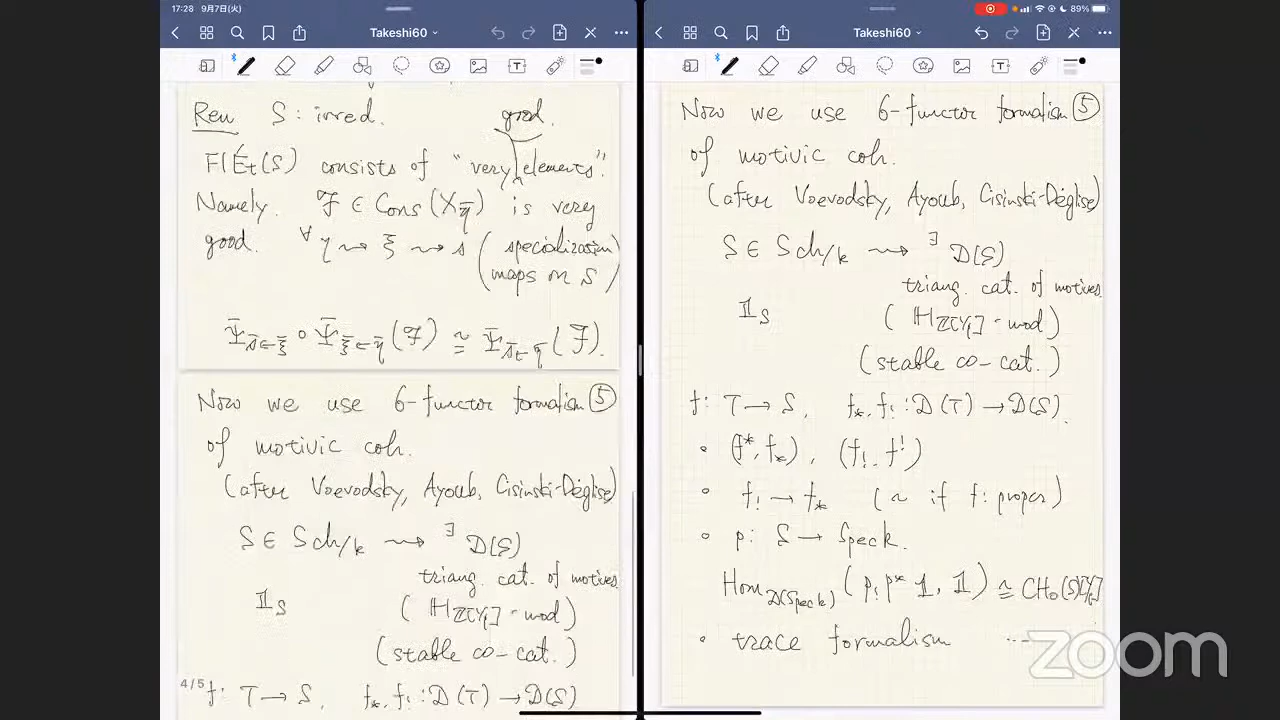 17:28 9月7日(火)
89%
Takeshi60
Takeshi60
Rem S: irred. good.
FÉt(S) consists of "very elements".
Namely. ℱ ∈ Cons(X_η̄) is very
good. ∀ η ⇝ ξ ⇝ s (specialization
maps on S)
Ψ_s̄←ξ̄ ∘ Ψ_ξ̄←η̄ (ℱ) ≅ Ψ_s̄←η̄ (ℱ).
Now we use 6-functor formalism ⑤
of motivic coh.
(after Voevodsky, Ayoub, Cisinski-Déglise)
S ∈ Sch/k ⇝ ∃ D(S)
triang. cat. of motives
𝟙_S (Hℤ[1/p]-mod)
(stable ∞-cat.)
4/5
f: T → S, f_*, f_! : D(T) → D(S)
Now we use 6-functor formalism ⑤
of motivic coh.
(after Voevodsky, Ayoub, Cisinski-Déglise)
S ∈ Sch/k ⇝ ∃ D(S)
triang. cat. of motives
𝟙_S (Hℤ[1/p]-mod)
(stable ∞-cat.)
f: T → S, f_*, f_! : D(T) → D(S).
∘ (f^*, f_*), (f_!, f^!)
∘ f_! → f_* (~ if f: proper)
∘ p: S → Spec k.
Hom_D(Spec k) (p_! p^* 𝟙, 𝟙) ≅ CH_0(S)[1/p]
∘ trace formalism ...
zoom